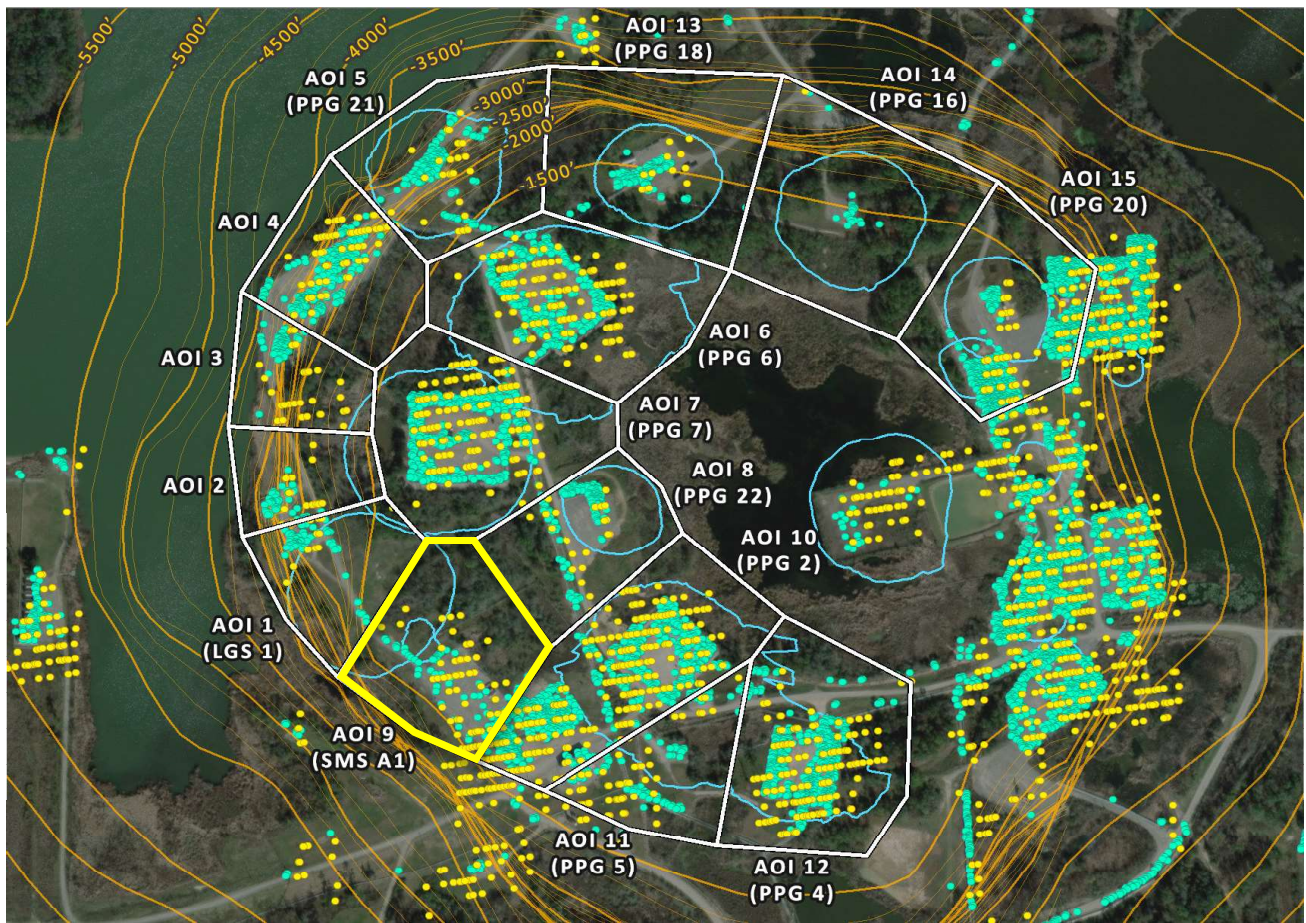 -5500'
-5000'
-4500'
-4000'
-3500'
-3000'
-2500'
-2000'
-1500'
AOI 13
(PPG 18)
AOI 5
(PPG 21)
AOI 14
(PPG 16)
AOI 15
(PPG 20)
AOI 4
AOI 3
AOI 6
(PPG 6)
AOI 7
(PPG 7)
AOI 8
(PPG 22)
AOI 2
AOI 10
(PPG 2)
AOI 1
(LGS 1)
AOI 9
(SMS A1)
AOI 11
(PPG 5)
AOI 12
(PPG 4)